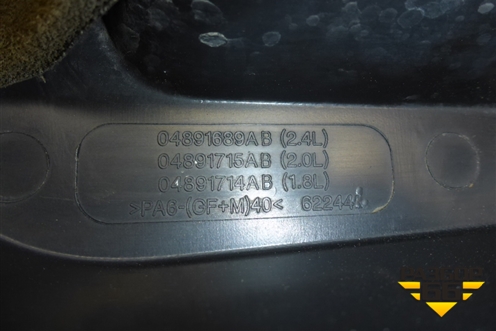 04891689AB (2.4L)
04891715AB (2.0L)
04891714AB (1.8L)
>PA6-(GF+M)40<